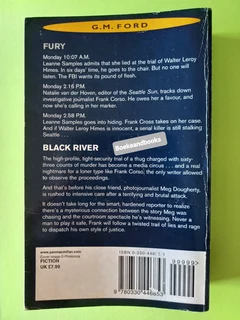 G.M. FORD
FURY
Monday 10:07 A.M.
Leanne Samples admits that she lied at the trial of Walter Leroy
Himes. In six days' time, he goes to the chair. But no one will
listen. The FBI wants its pound of flesh.
Monday 2:16 P.M.
Natalie van der Hoven, editor of the Seattle Sun, tracks down
investigative journalist Frank Corso. He owes her a favour, and
now she's calling in her marker.
Monday 2:58 P.M.
Leanne Samples goes into hiding. Frank Cross takes on her case.
And if Walter Leroy Himes is innocent, a serial killer is still stalking
Seattle . . .
Bokeandbooks
BLACK RIVER
The high-profile, tight-security trial of a thug charged with sixty-
three counts of murder has become a media circus . . . and a real
nightmare for a loner type like Frank Corso, the only writer allowed
to observe the proceedings.
And that's before his close friend, photojournalist Meg Dougherty,
is rushed to intensive care after a terrifying and brutal attack.
It doesn't take long for the smart, hardened reporter to realize
there's a mysterious connection between the story Meg was
chasing and the courtroom spectacle he's witnessing. Never a
man to play it safe, Frank will follow a twisted trail of lies and rags
to dispatch his own style of justice.
www.panmacmillan.com
FICTION
UK £7.99
99999>
9780330446853